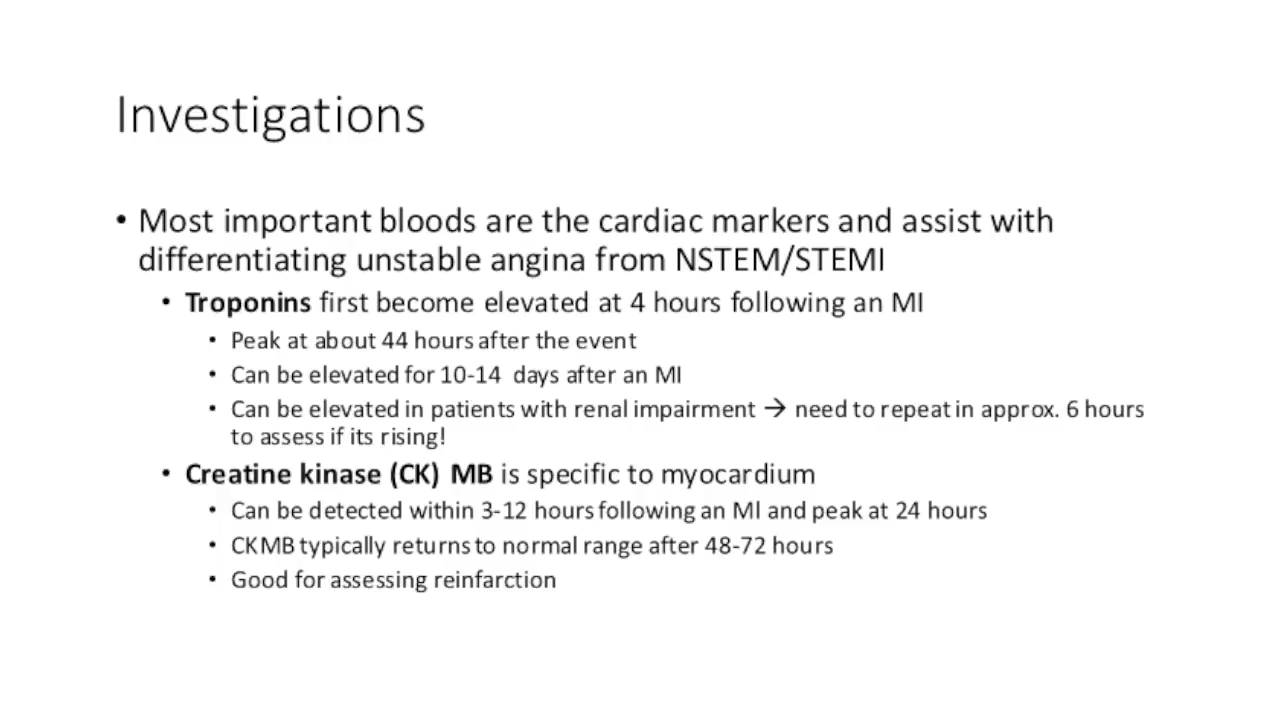 Investigations
• Most important bloods are the cardiac markers and assist with
differentiating unstable angina from NSTEM/STEMI
• Troponins first become elevated at 4 hours following an MI
• Peak at about 44 hours after the event
• Can be elevated for 10-14 days after an MI
• Can be elevated in patients with renal impairment → need to repeat in approx. 6 hours
to assess if its rising!
• Creatine kinase (CK) MB is specific to myocardium
• Can be detected within 3-12 hours following an MI and peak at 24 hours
• CKMB typically returns to normal range after 48-72 hours
• Good for assessing reinfarction